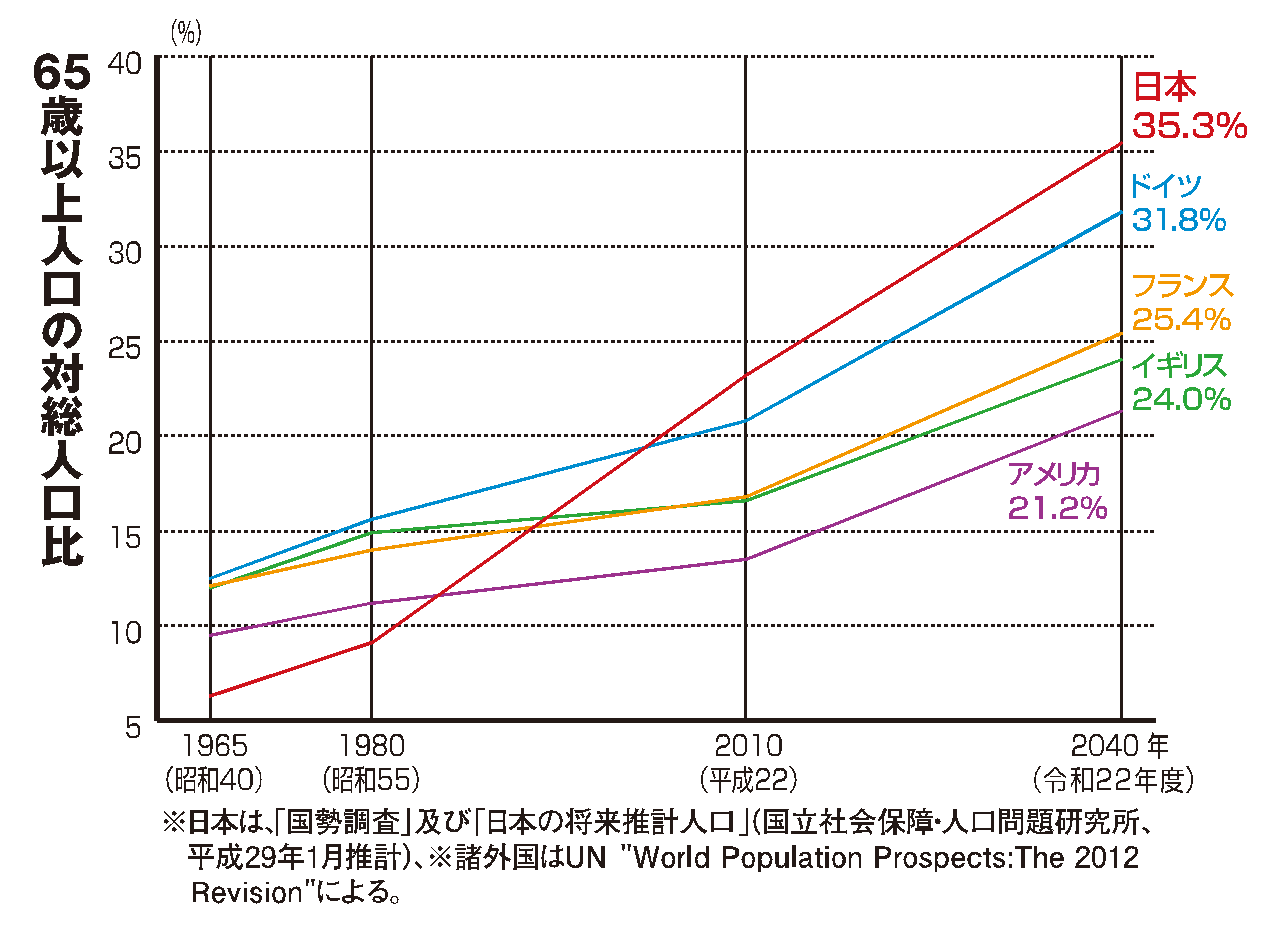 65歳以上人口の対総人口比
(%)
40
35
30
25
20
15
10
5
日本
35.3%
ドイツ
31.8%
フランス
25.4%
イギリス
24.0%
アメリカ
21.2%
1965 1980 2010 2040 年
(昭和40) (昭和55) (平成22) (令和22年度)
※日本は、「国勢調査」及び「日本の将来推計人口」(国立社会保障・人口問題研究所、
平成29年1月推計)、※諸外国はUN "World Population Prospects:The 2012
Revision"による。